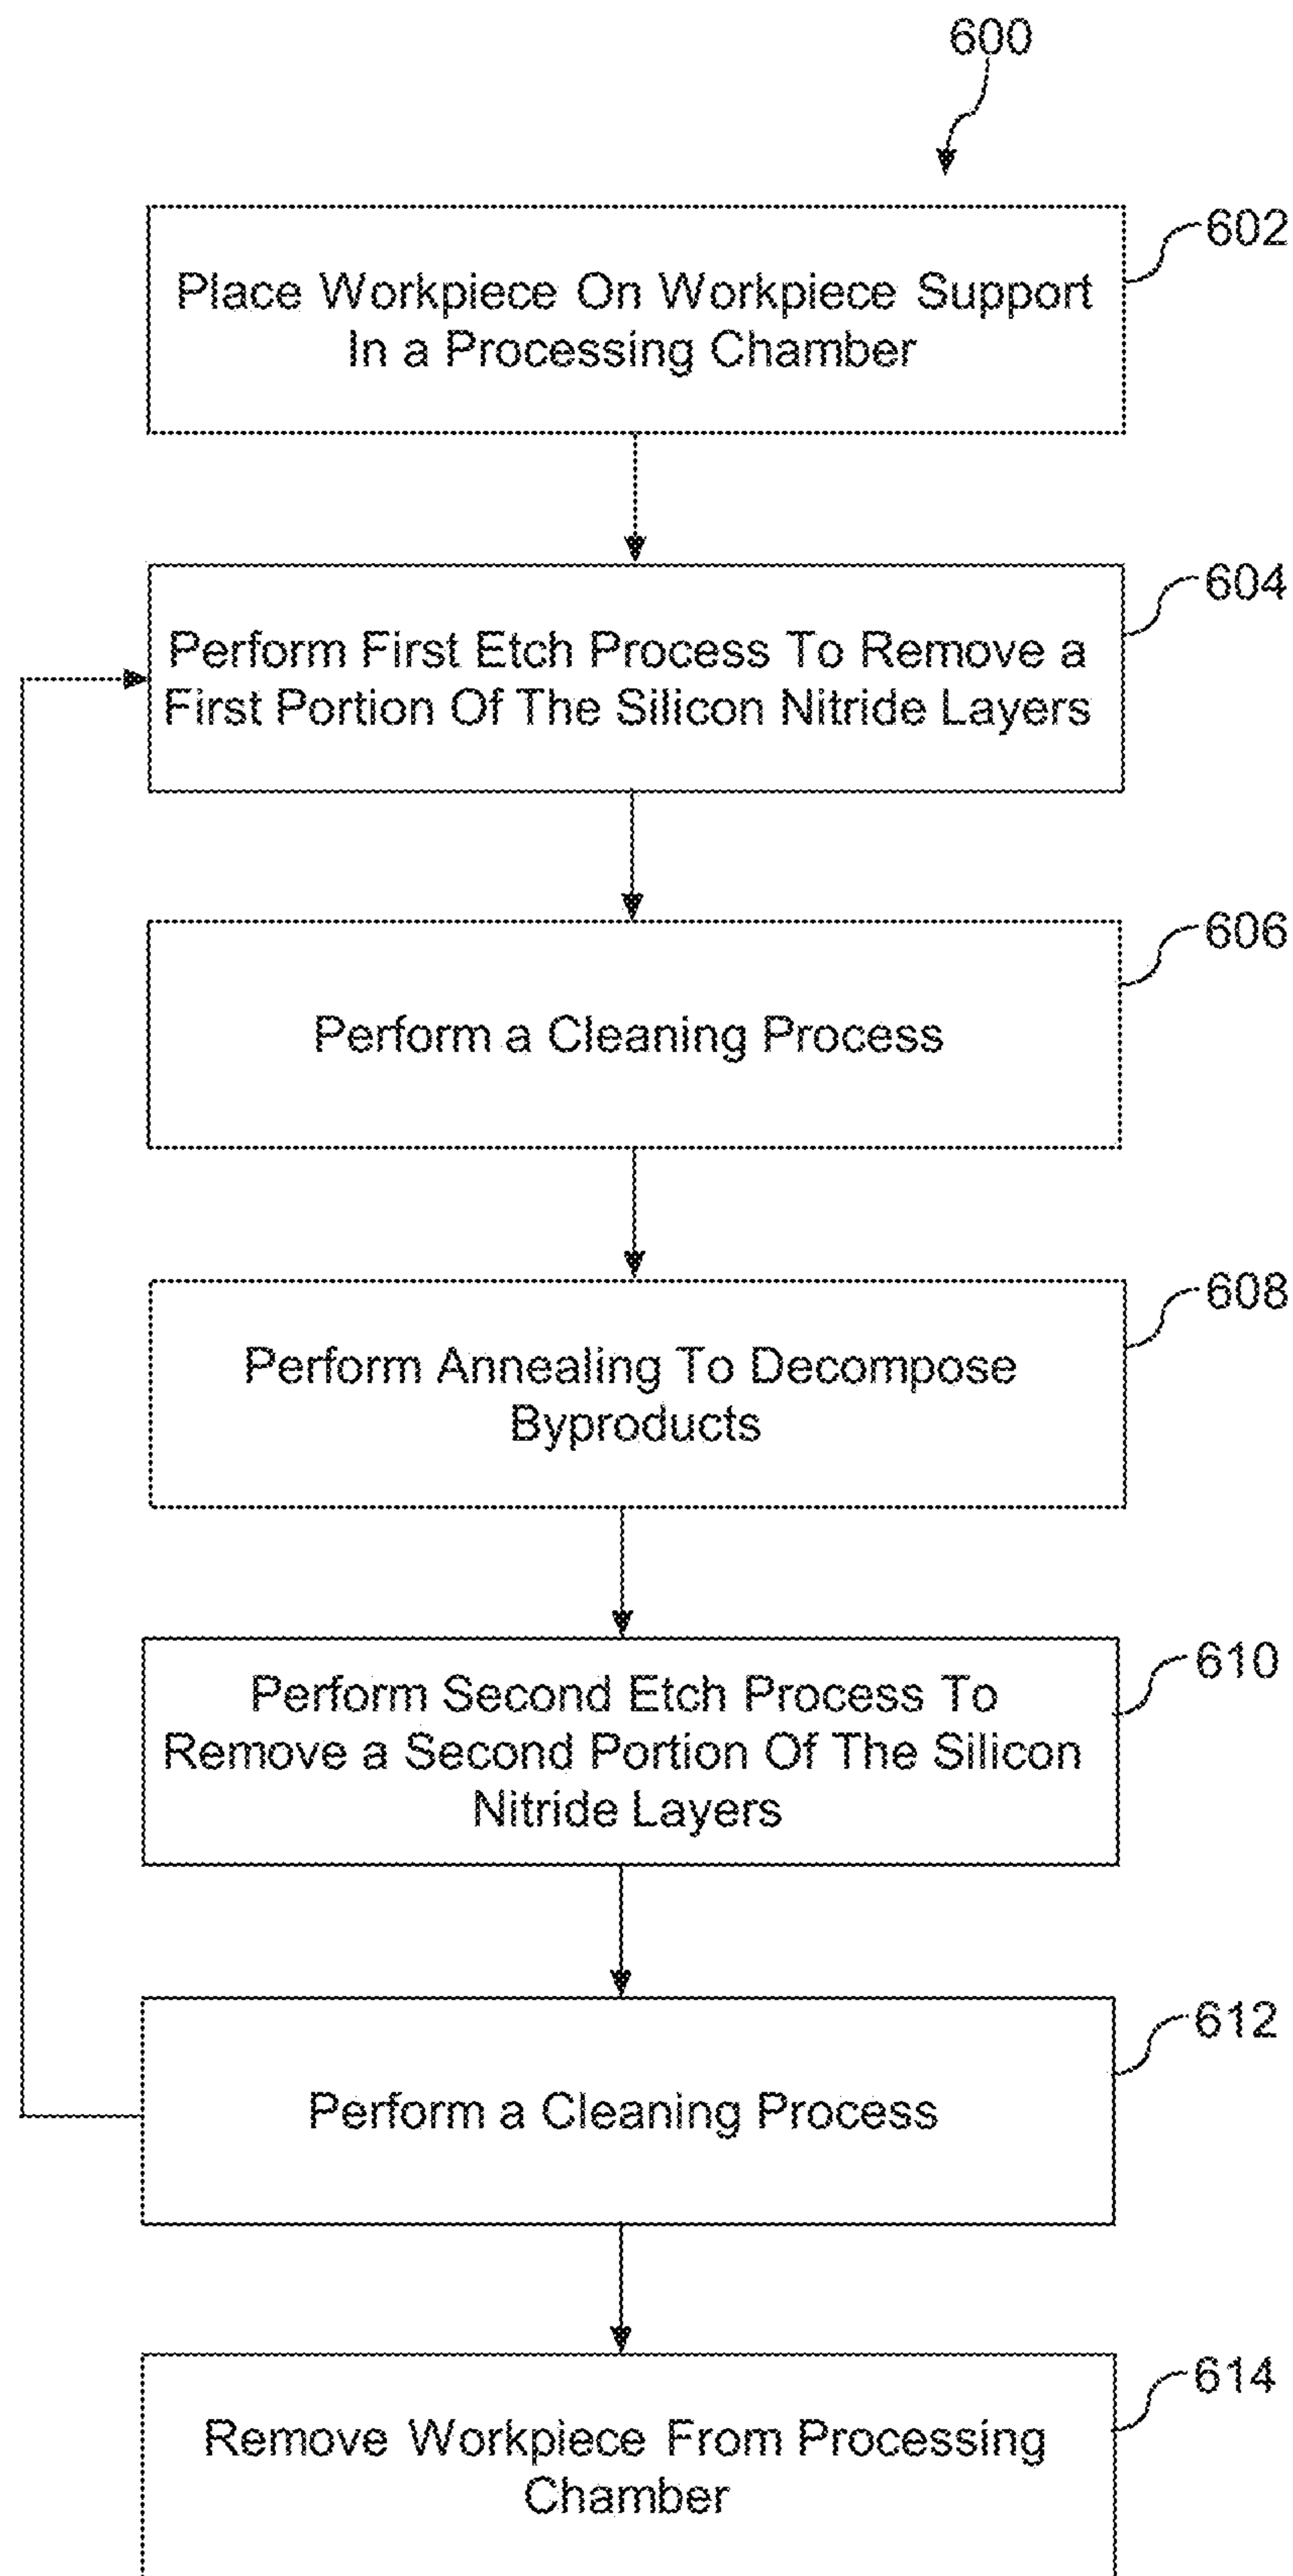 600
602
Place Workpiece On Workpiece Support
In a Processing Chamber
604
Perform First Etch Process To Remove a
First Portion Of The Silicon Nitride Layers
606
Perform a Cleaning Process
608
Perform Annealing To Decompose
Byproducts
610
Perform Second Etch Process To
Remove a Second Portion Of The Silicon
Nitride Layers
612
Perform a Cleaning Process
614
Remove Workpiece From Processing
Chamber